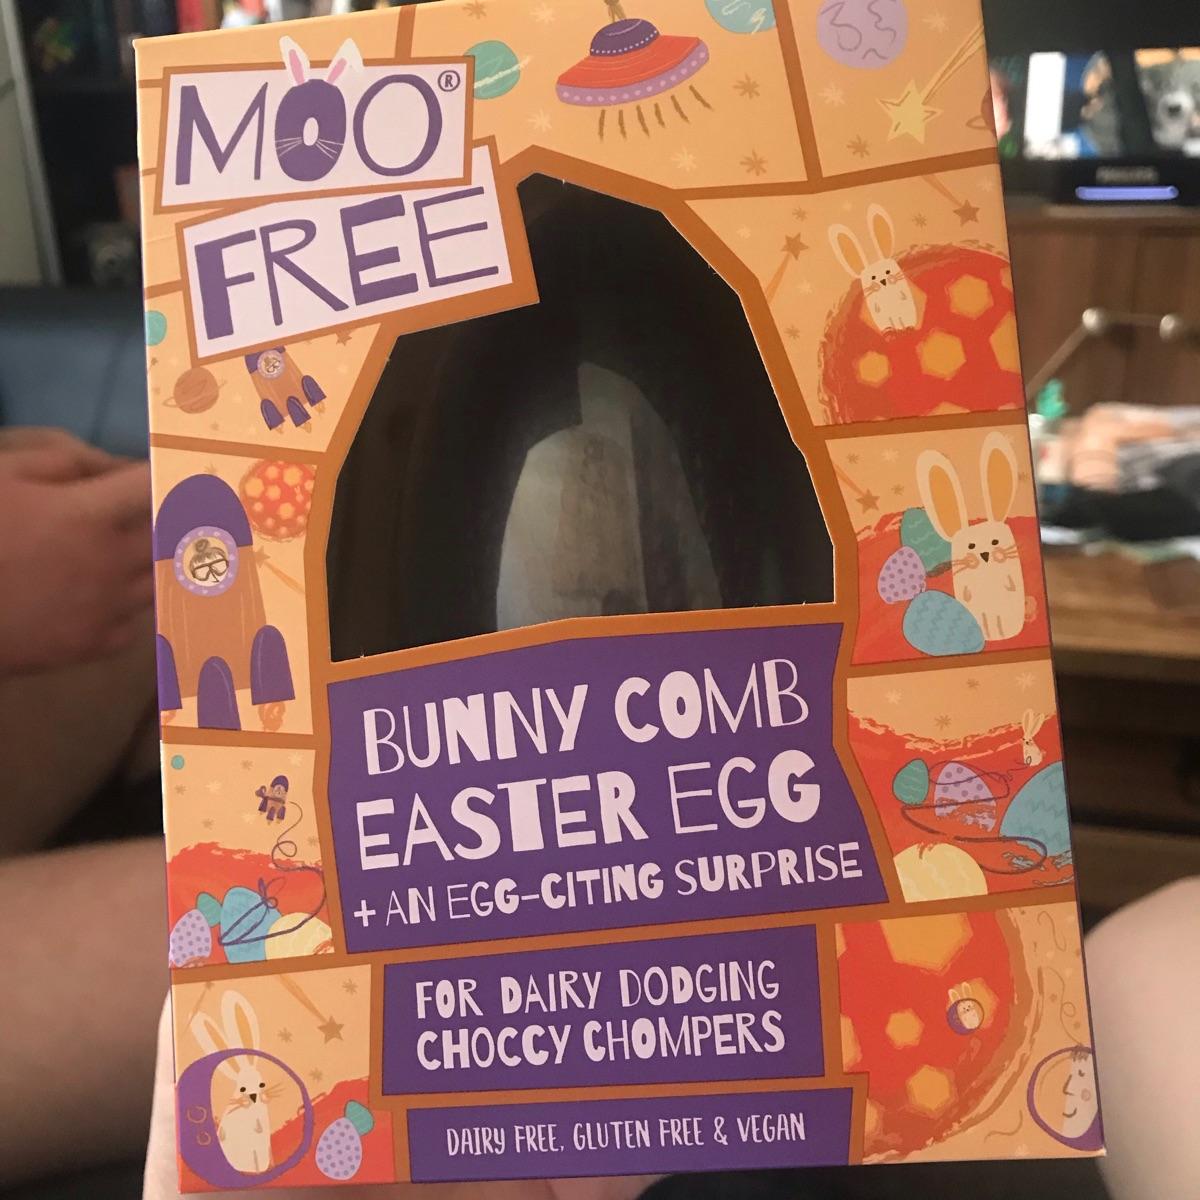 MOO®
FREE
BUNNY COMB
EASTER EGG
+ AN EGG-CITING SURPRISE
FOR DAIRY DODGING
CHOCCY CHOMPERS
DAIRY FREE, GLUTEN FREE & VEGAN
PHILIPS